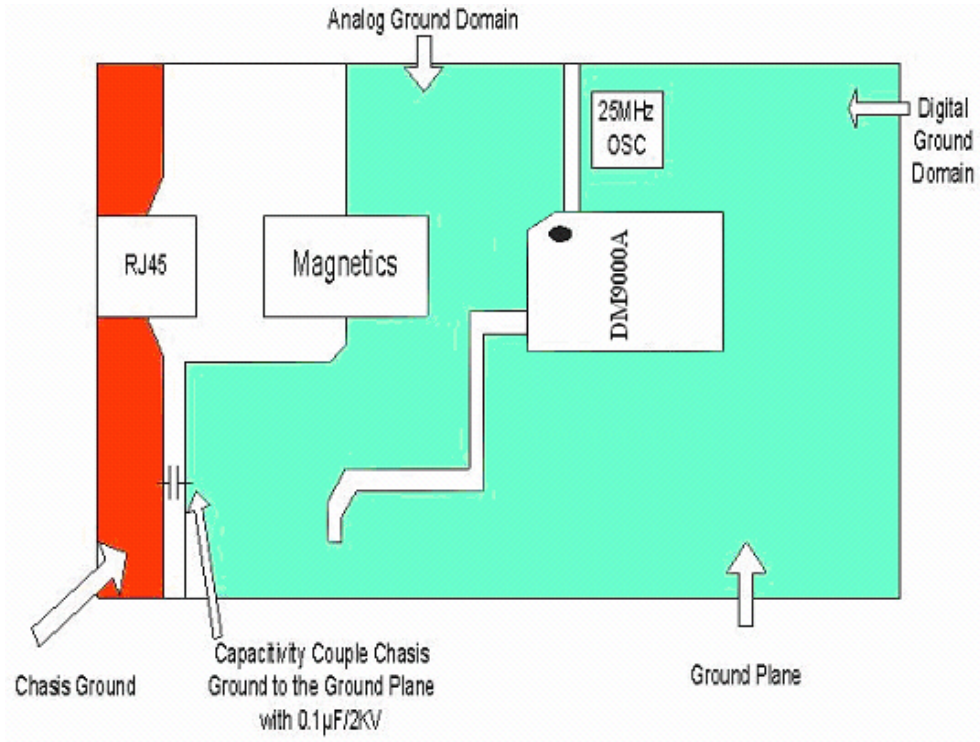 Analog Ground Domain
25MHz
OSC
Digital
Ground
Domain
RJ45
Magnetics
DM9000A
Chasis Ground
Capacitivity Couple Chasis
Ground to the Ground Plane
with 0.1µF/2KV
Ground Plane